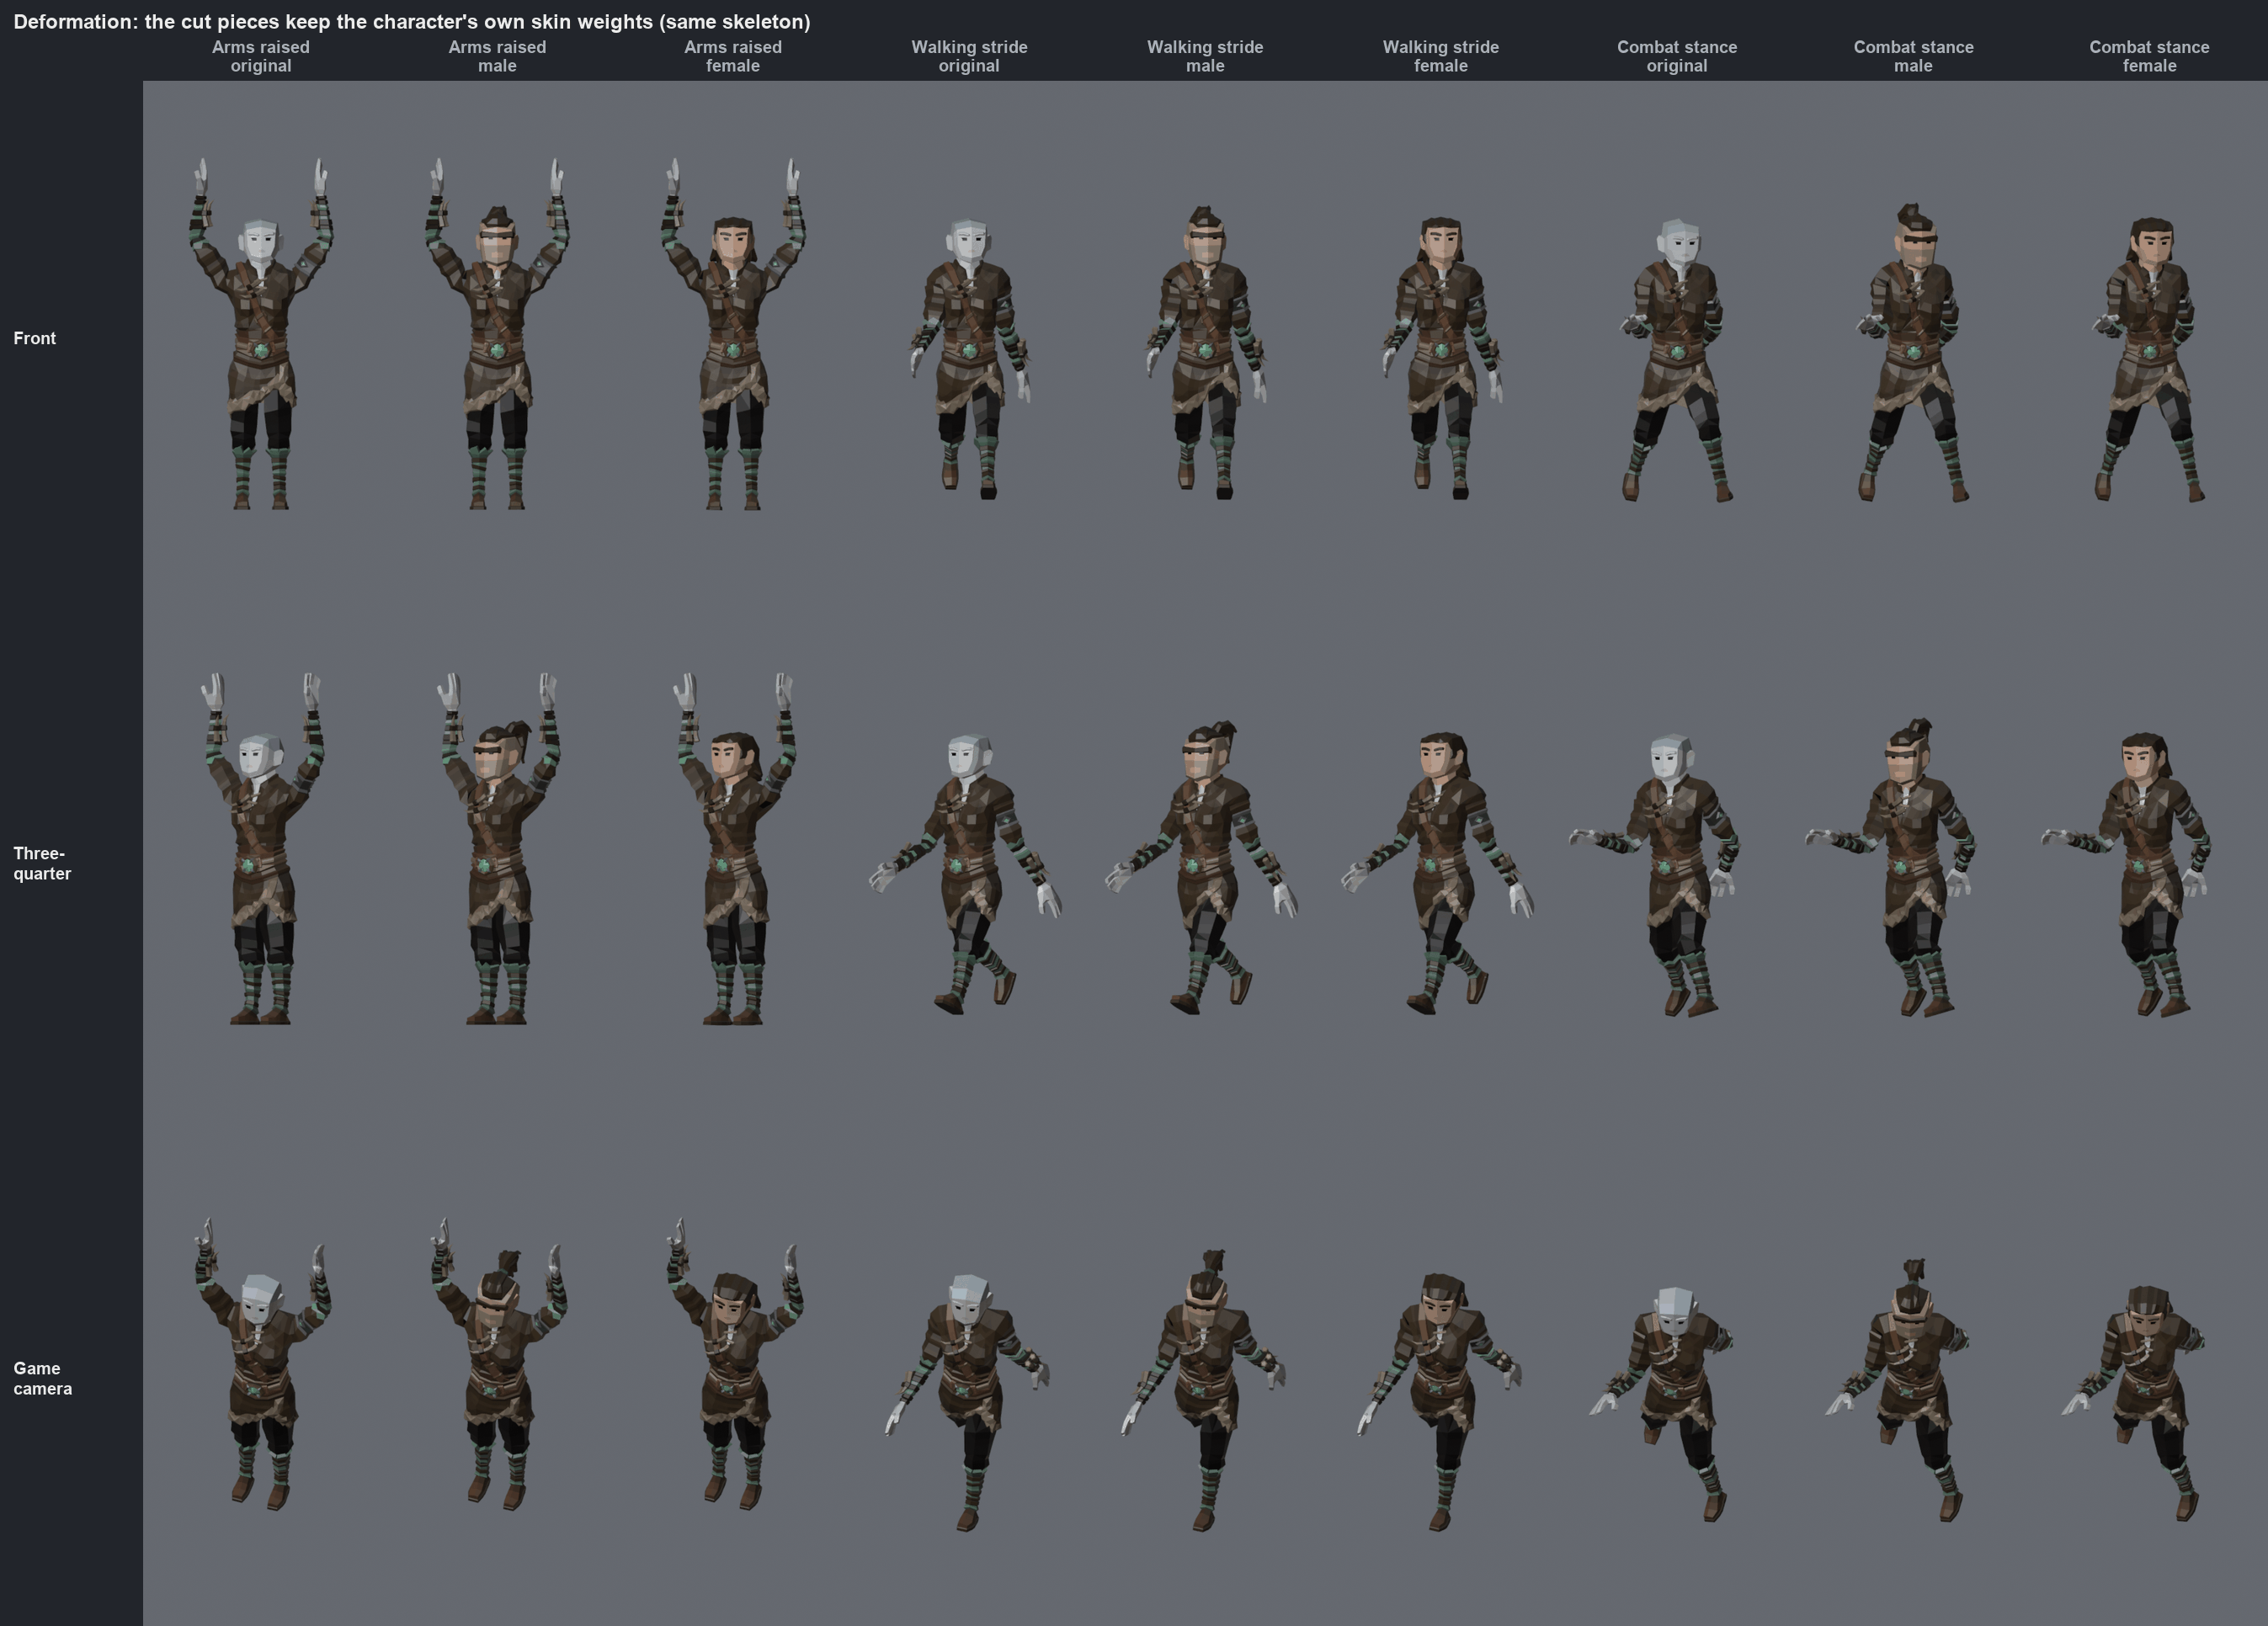 Deformation: the cut pieces keep the character's own skin weights (same skeleton)
Arms raised
original
Arms raised
male
Arms raised
female
Walking stride
original
Walking stride
male
Walking stride
female
Combat stance
original
Combat stance
male
Combat stance
female
Front
Three-
quarter
Game
camera